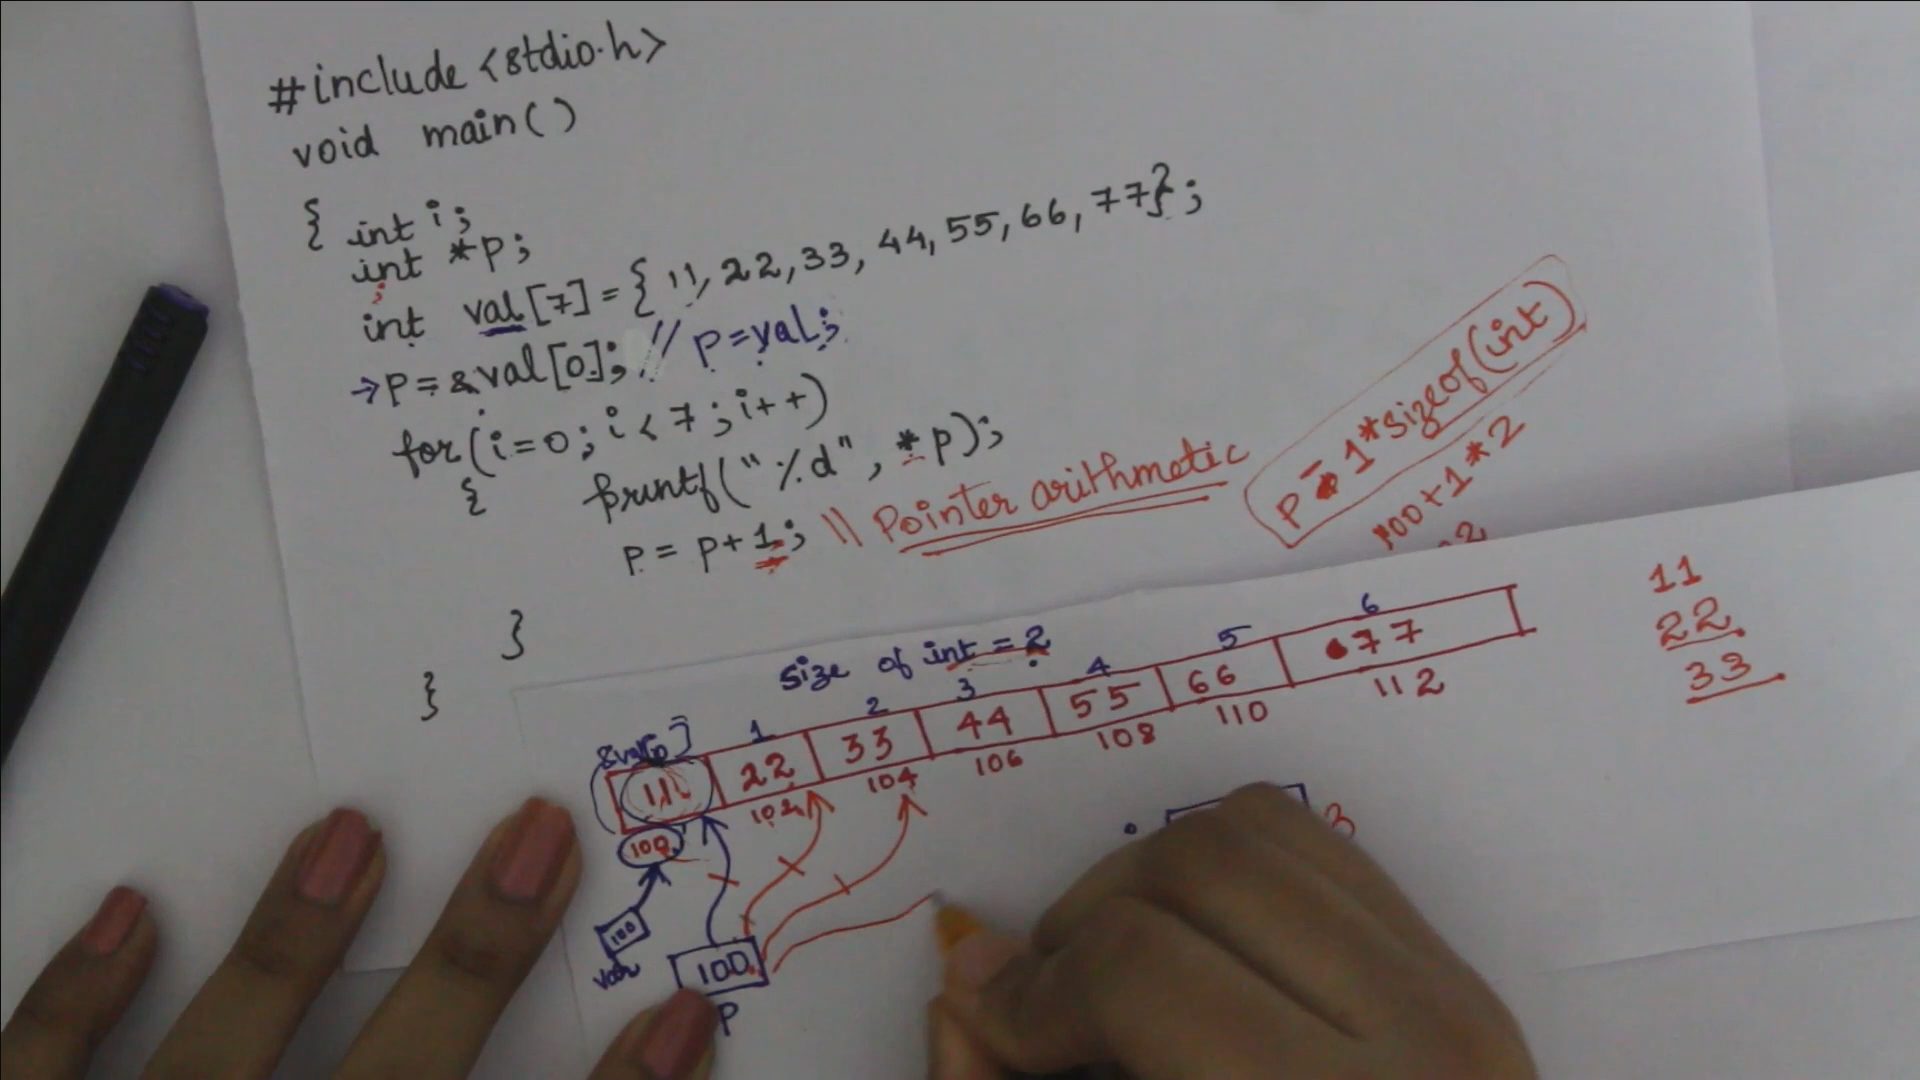 #include <stdio.h>
void main()
{ int i;
int *p;
int val[7] = { 11, 22, 33, 44, 55, 66, 77};
→ p = &val[0]; // p=val;
for(i=0; i<7; i++)
{ printf("%d", *p);
p = p+1; \\ Pointer arithmetic
1*sizeof(int)
100+1*2
}
}
size of int = 2
&val[0] 1 2 3 4 5 6
11 22 33 44 55 66 77
100 102 104 106 108 110 112
100
val
100
P
11
22
33
3